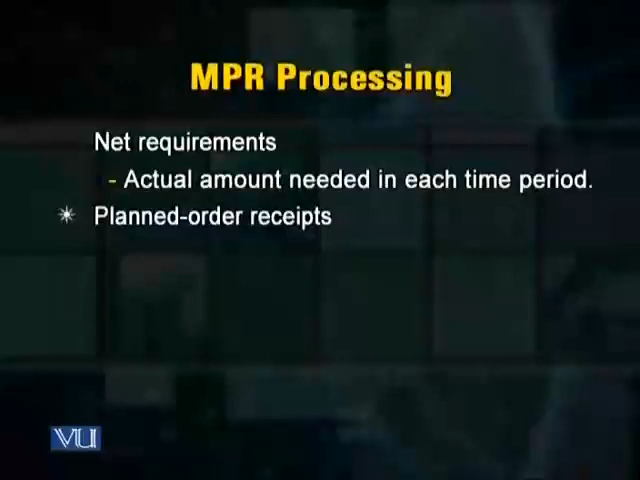 MPR Processing
Net requirements
- Actual amount needed in each time period.
Planned-order receipts
VU